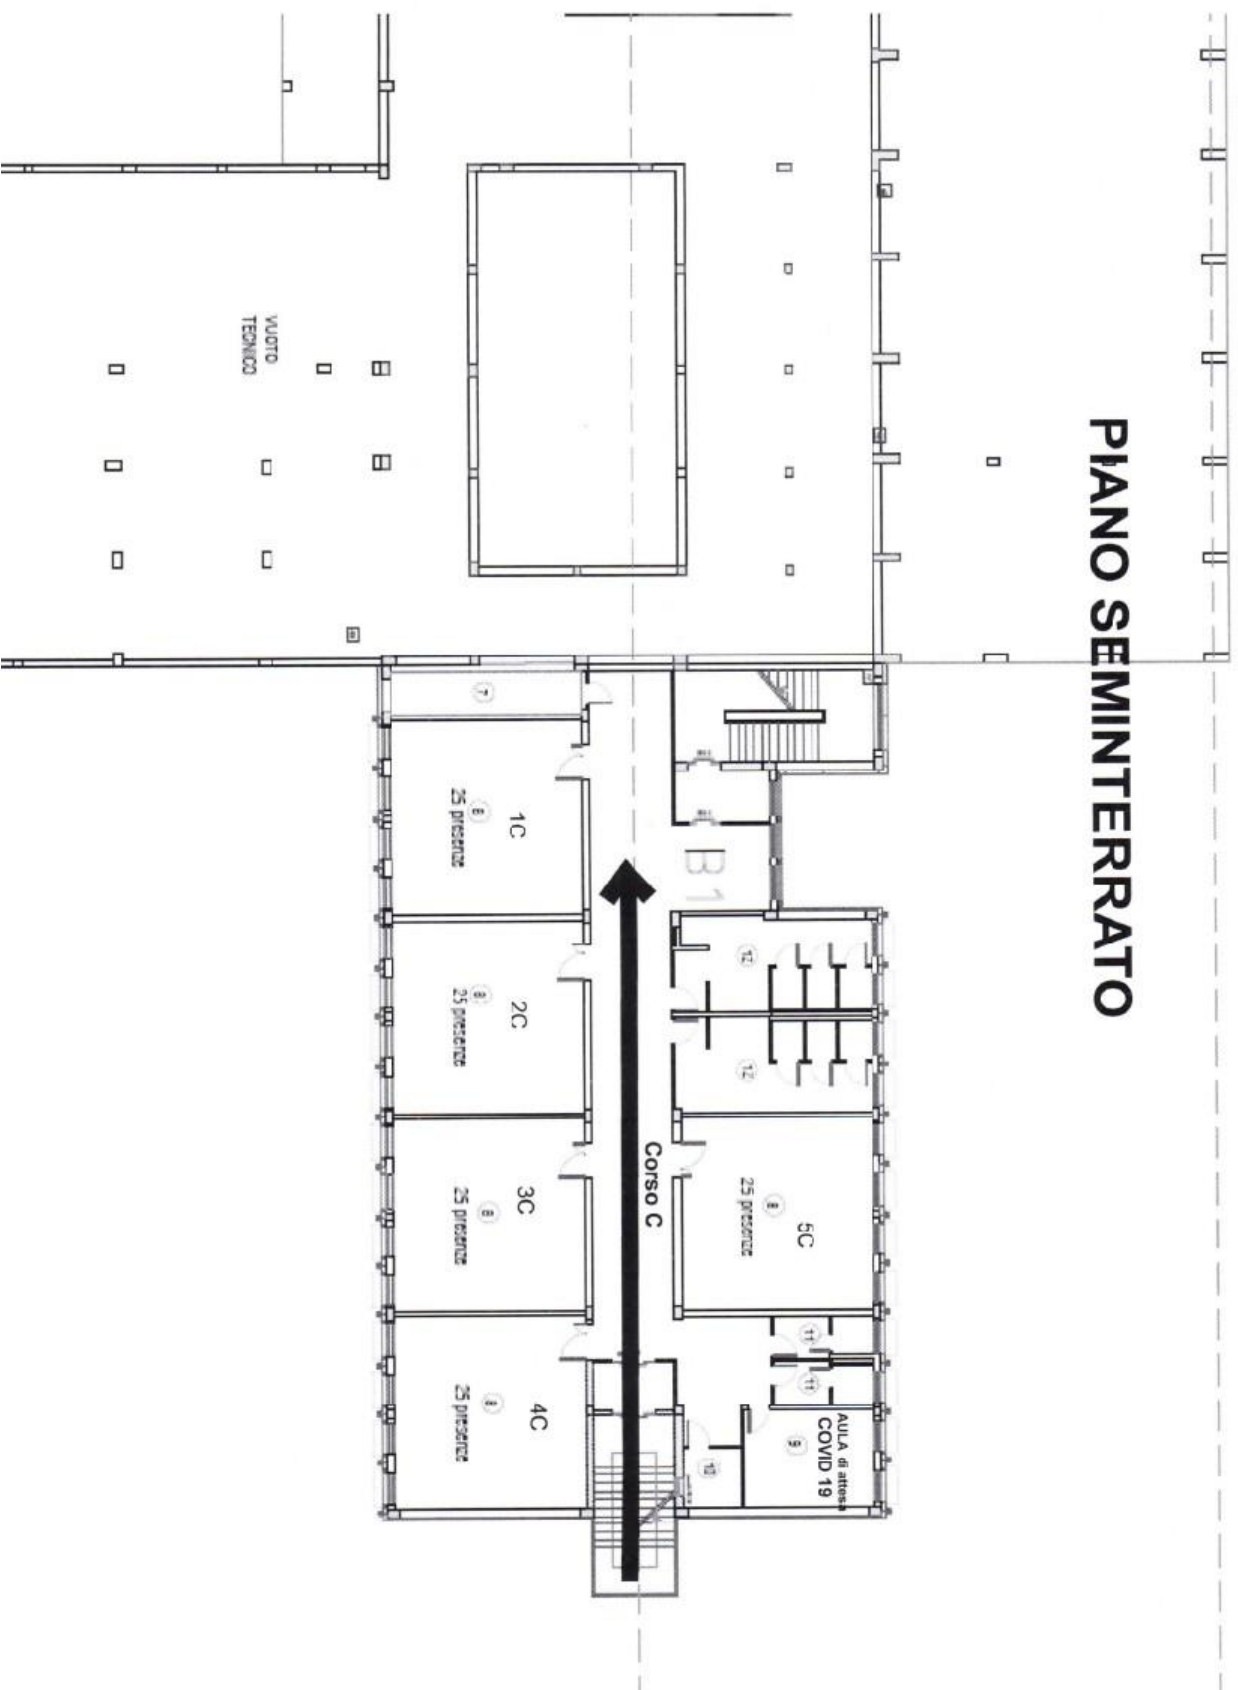 PIANO SEMINTERRATO
VUOTO
TECNICO
7
B1
1C
8
25 presenze
2C
8
25 presenze
3C
8
25 presenze
4C
8
25 presenze
12
12
Corso C
5C
8
25 presenze
11
11
AULA di attesa
COVID 19
9
10